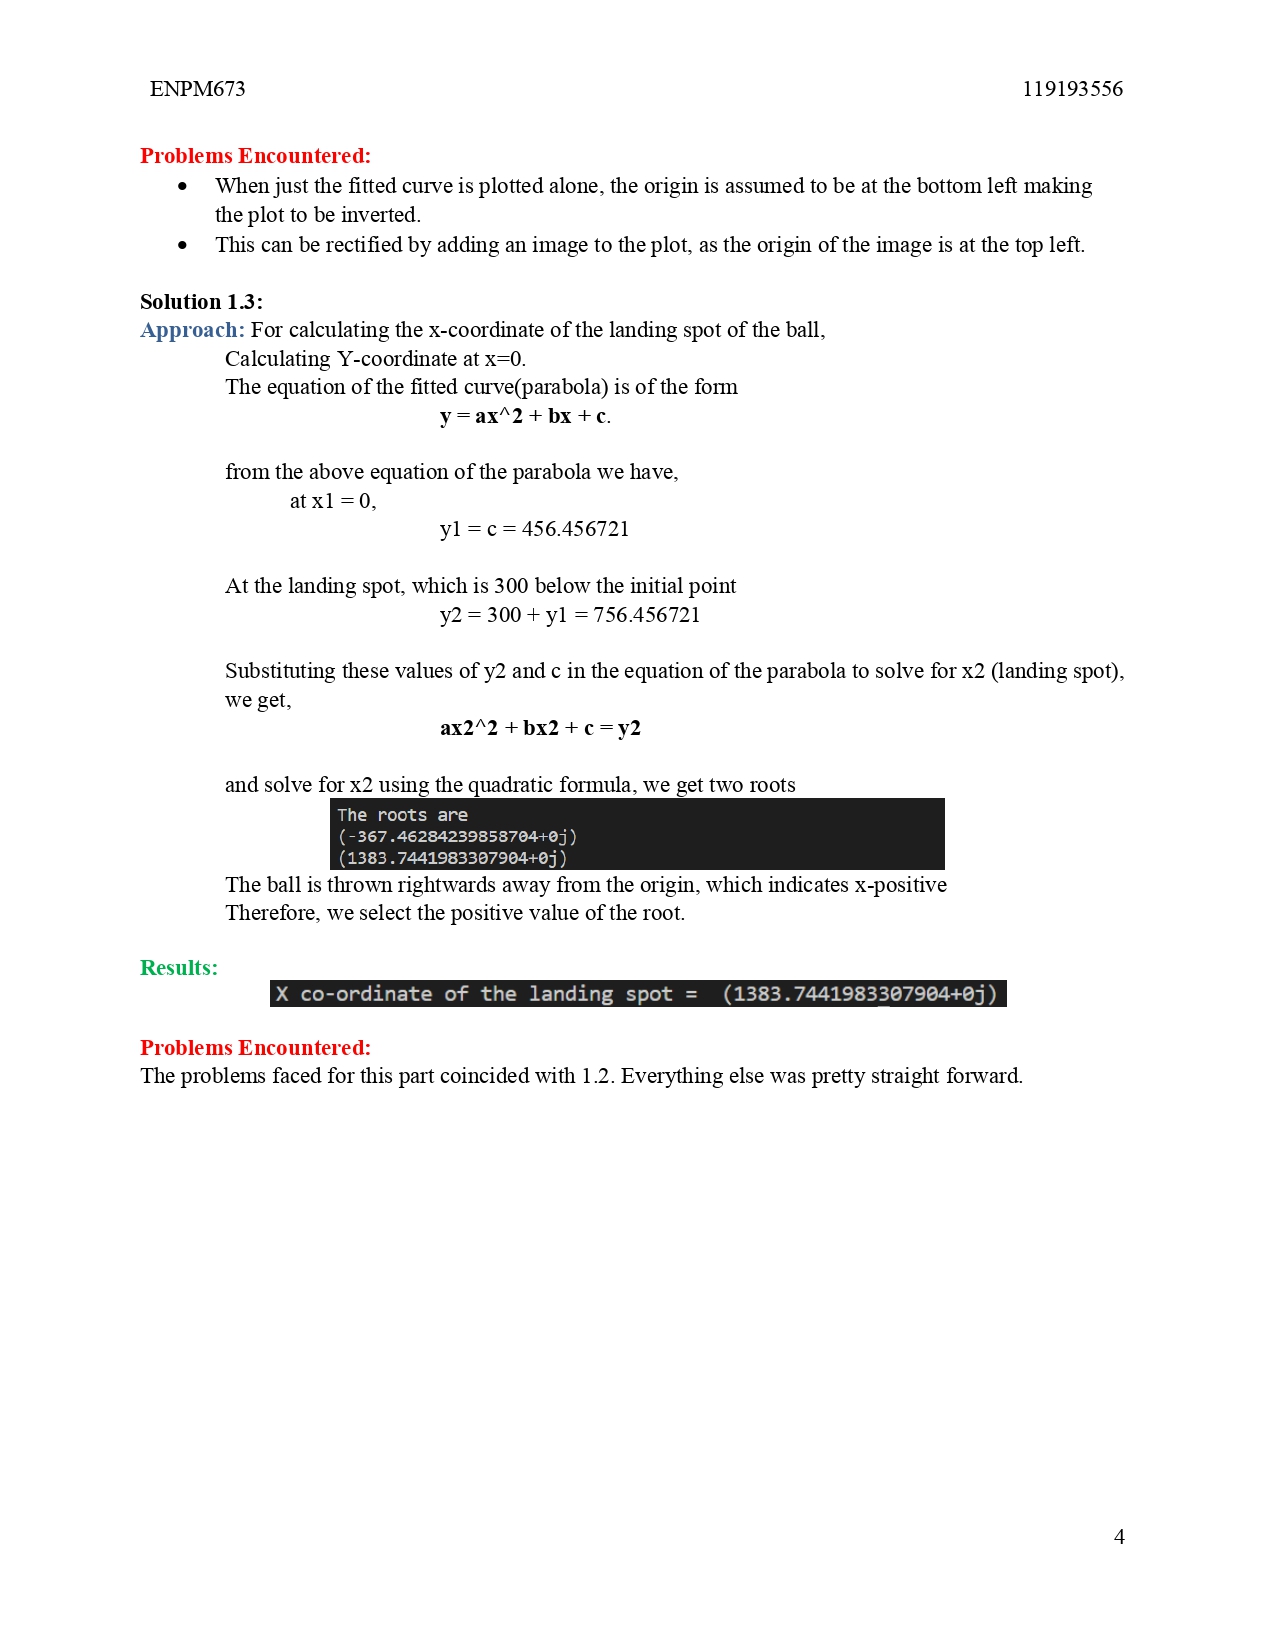 ENPM673 119193556
Problems Encountered:
• When just the fitted curve is plotted alone, the origin is assumed to be at the bottom left making
the plot to be inverted.
• This can be rectified by adding an image to the plot, as the origin of the image is at the top left.
Solution 1.3:
Approach: For calculating the x-coordinate of the landing spot of the ball,
Calculating Y-coordinate at x=0.
The equation of the fitted curve(parabola) is of the form
y = ax^2 + bx + c.
from the above equation of the parabola we have,
at x1 = 0,
y1 = c = 456.456721
At the landing spot, which is 300 below the initial point
y2 = 300 + y1 = 756.456721
Substituting these values of y2 and c in the equation of the parabola to solve for x2 (landing spot),
we get,
ax2^2 + bx2 + c = y2
and solve for x2 using the quadratic formula, we get two roots
The roots are
(-367.46284239858704+0j)
(1383.7441983307904+0j)
The ball is thrown rightwards away from the origin, which indicates x-positive
Therefore, we select the positive value of the root.
Results:
X co-ordinate of the landing spot =  (1383.7441983307904+0j)
Problems Encountered:
The problems faced for this part coincided with 1.2. Everything else was pretty straight forward.
4